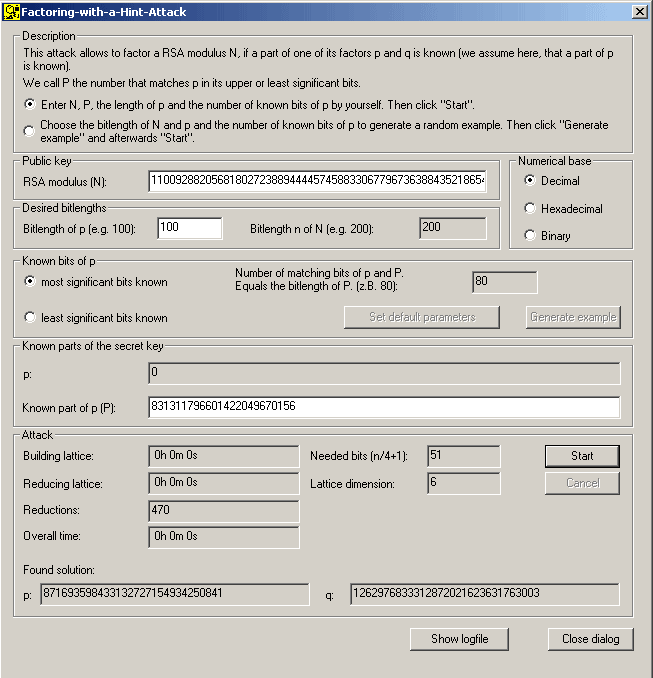 Factoring-with-a-Hint-Attack
Description
This attack allows to factor a RSA modulus N, if a part of one of its factors p and q is known (we assume here, that a part of p
is known).
We call P the number that matches p in its upper or least significant bits.
Enter N, P, the length of p and the number of known bits of p by yourself. Then click "Start".
Choose the bitlength of N and p and the number of known bits of p to generate a random example. Then click "Generate
example" and afterwards "Start".
Public key
RSA modulus (N): 11009288205681802723889444457458833067796736388435218654
Numerical base
Decimal
Hexadecimal
Binary
Desired bitlengths
Bitlength of p (e.g. 100): 100 Bitlength n of N (e.g. 200): 200
Known bits of p
most significant bits known
Number of matching bits of p and P.
Equals the bitlength of P. (z.B. 80): 80
least significant bits known
Set default parameters Generate example
Known parts of the secret key
p: 0
Known part of p (P): 831311796601422049670156
Attack
Building lattice: 0h 0m 0s Needed bits (n/4+1): 51 Start
Reducing lattice: 0h 0m 0s Lattice dimension: 6 Cancel
Reductions: 470
Overall time: 0h 0m 0s
Found solution:
p: 871693598433132727154934250841 q: 1262976833312872021623631763003
Show logfile Close dialog